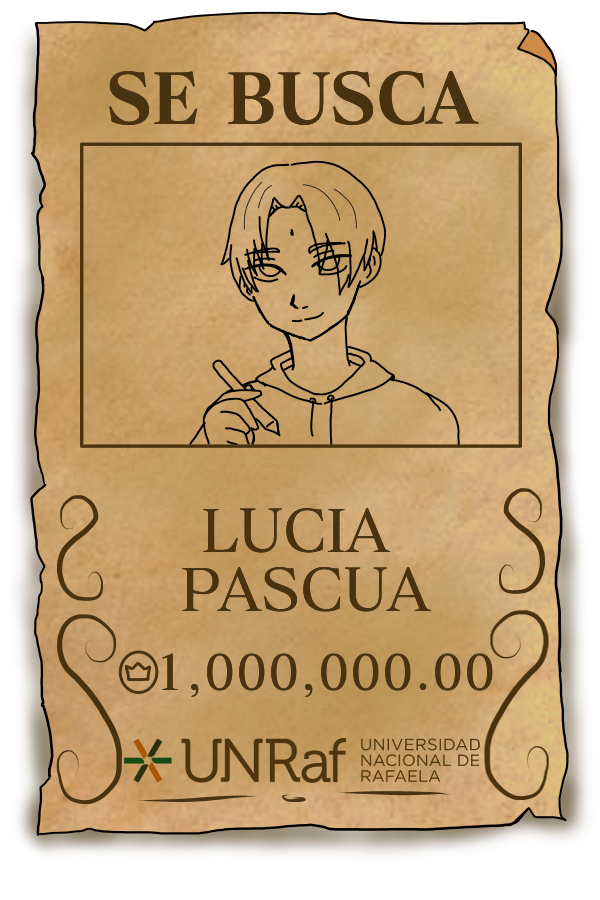 SE BUSCA
LUCIA
PASCUA
1,000,000.00
UNRaf
UNIVERSIDAD
NACIONAL DE
RAFAELA